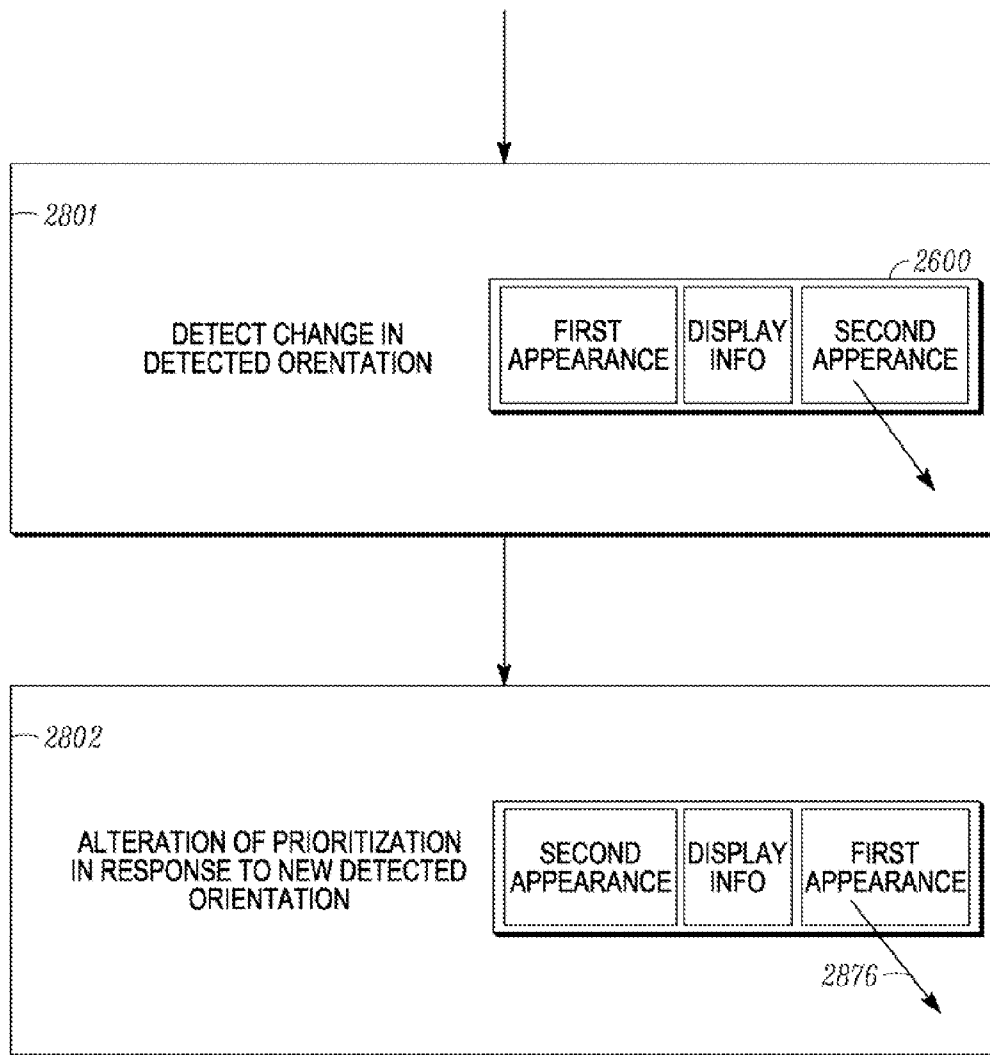 2801
2600
DETECT CHANGE IN
DETECTED ORENTATION
FIRST
APPEARANCE
DISPLAY
INFO
SECOND
APPERANCE
2802
ALTERATION OF PRIORITIZATION
IN RESPONSE TO NEW DETECTED
ORIENTATION
SECOND
APPEARANCE
DISPLAY
INFO
FIRST
APPEARANCE
2876